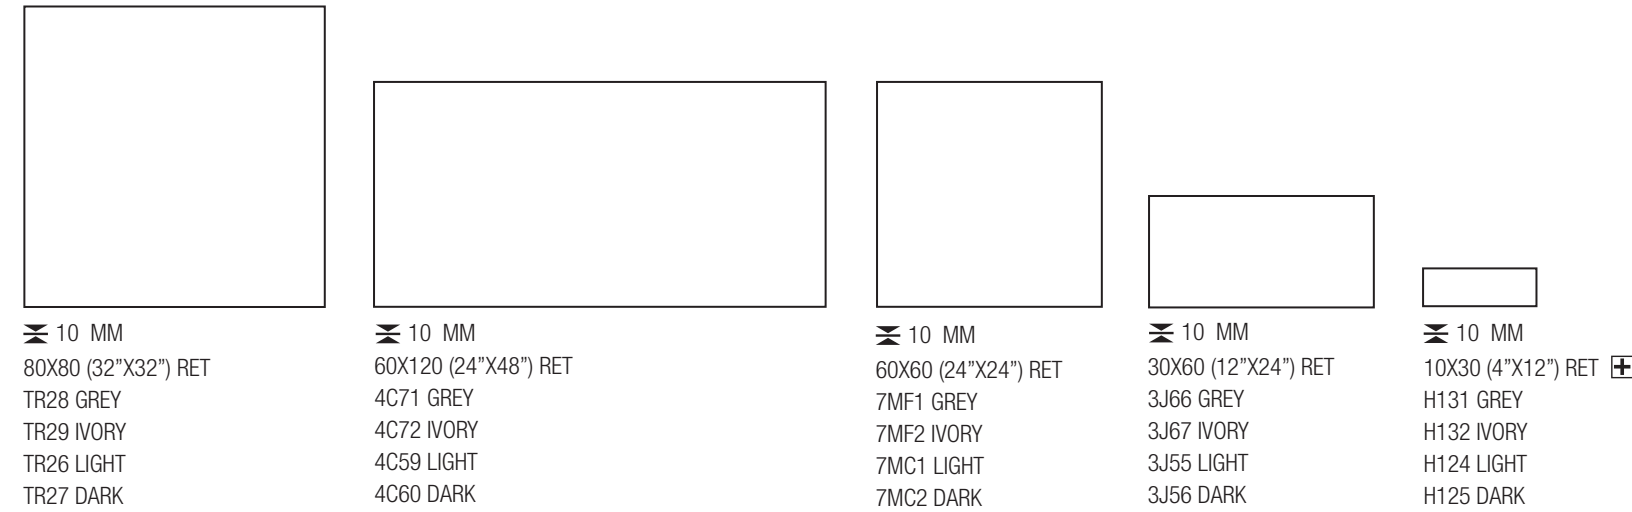 10 MM
80X80 (32”X32”) RET
TR28 GREY
TR29 IVORY
TR26 LIGHT
TR27 DARK
10 MM
60X120 (24”X48”) RET
4C71 GREY
4C72 IVORY
4C59 LIGHT
4C60 DARK
10 MM
60X60 (24”X24”) RET
7MF1 GREY
7MF2 IVORY
7MC1 LIGHT
7MC2 DARK
10 MM
30X60 (12”X24”) RET
3J66 GREY
3J67 IVORY
3J55 LIGHT
3J56 DARK
10 MM
10X30 (4”X12”) RET
H131 GREY
H132 IVORY
H124 LIGHT
H125 DARK